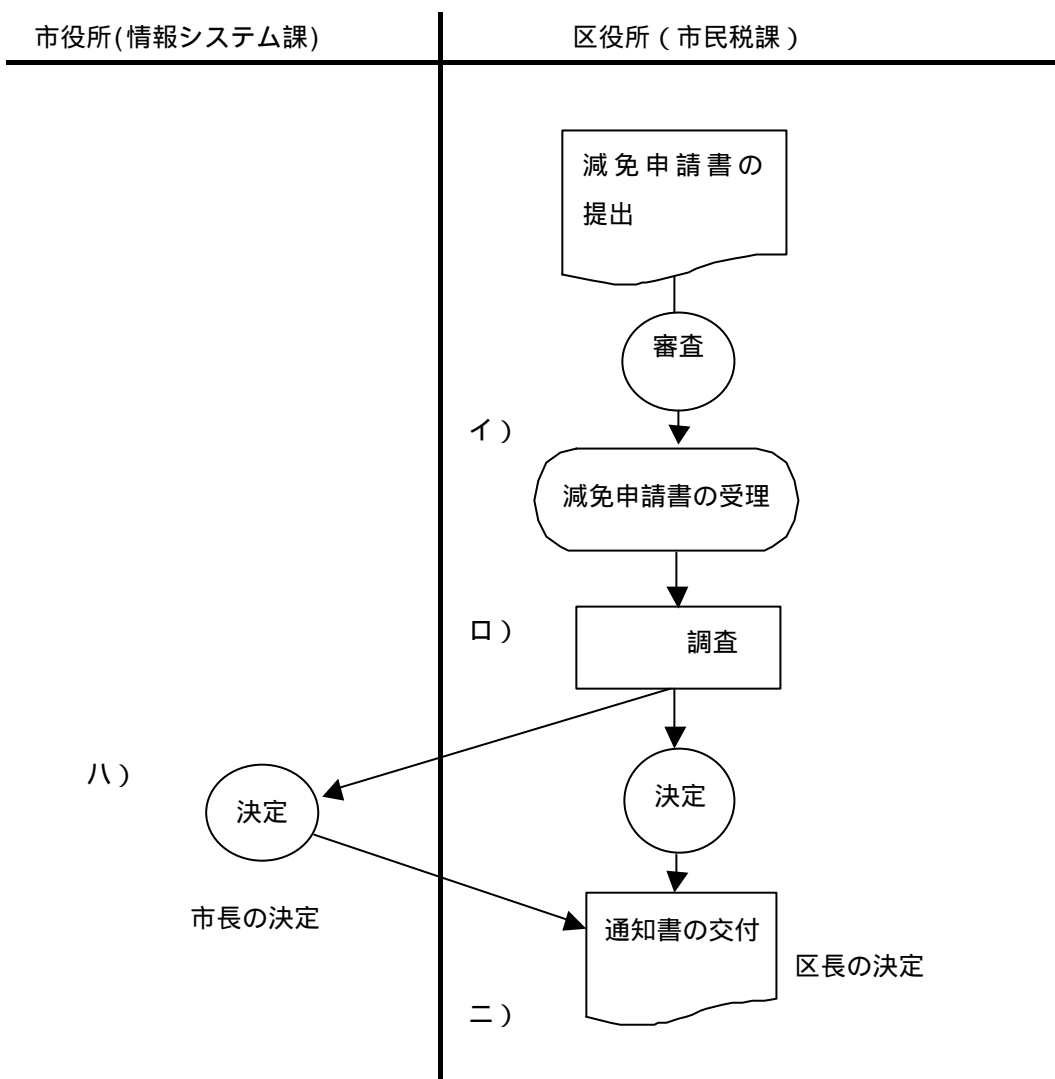 市役所(情報システム課)
区役所（市民税課）
減免申請書の
提出
審査
イ）
減免申請書の受理
ロ）
調査
ハ）
決定
決定
市長の決定
通知書の交付
区長の決定
ニ）